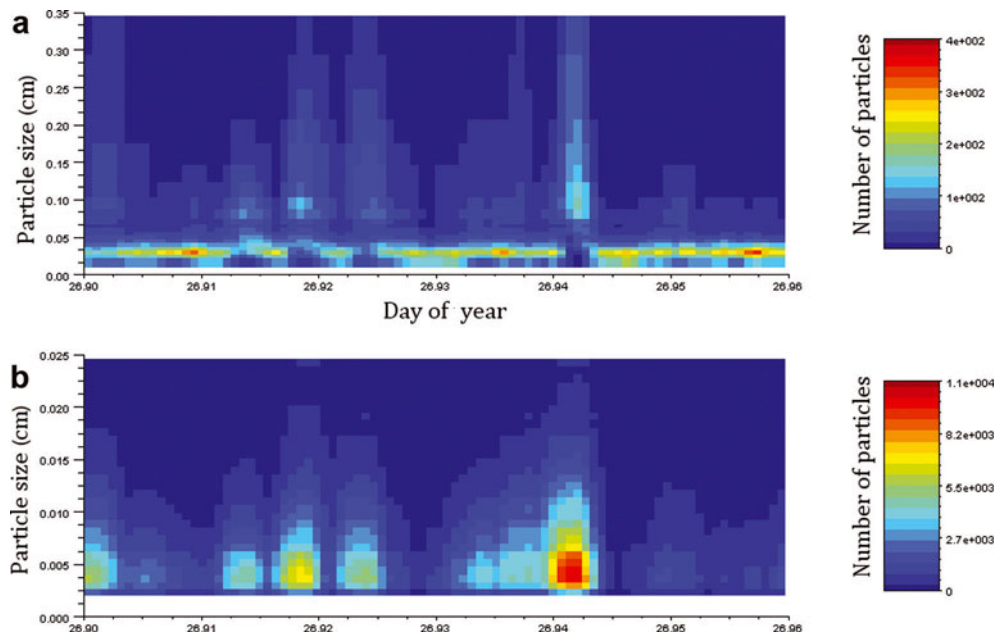 a
Particle size (cm)
0.35
0.30
0.25
0.20
0.15
0.10
0.05
0.00
26.90
26.91
26.92
26.93
26.94
26.95
26.96
Day of year
Number of particles
4e+002
3e+002
2e+002
1e+002
0
b
Particle size (cm)
0.025
0.020
0.015
0.010
0.005
0.000
26.90
26.91
26.92
26.93
26.94
26.95
26.96
Number of particles
1.1e+004
8.2e+003
5.5e+003
2.7e+003
0